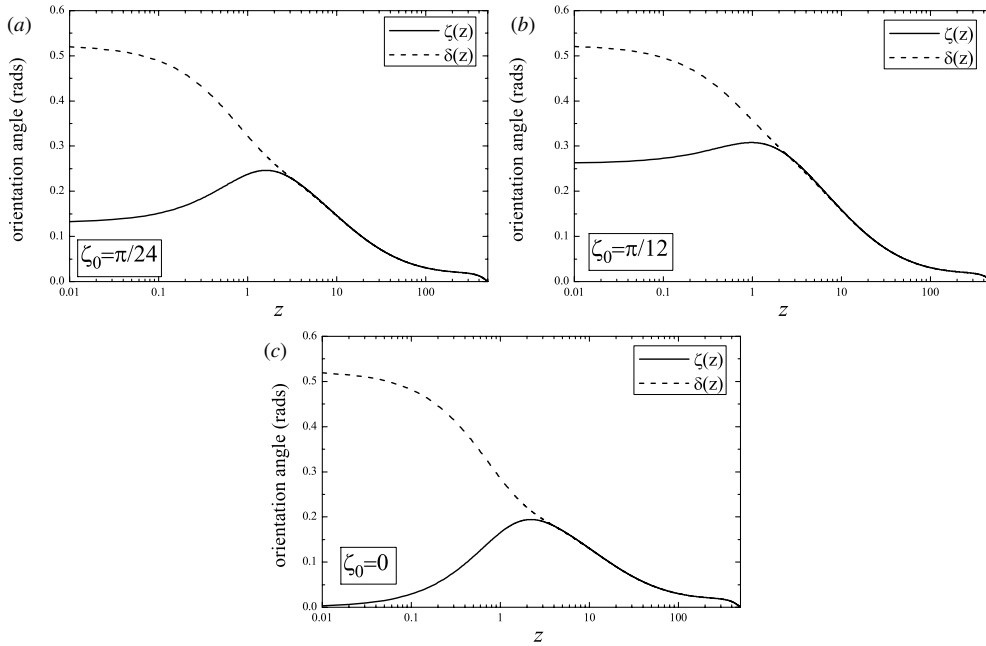 (a)
0.6
0.5
0.4
0.3
0.2
0.1
0.0
orientation angle (rads)
ζ(z)
δ(z)
ζ₀=π/24
0.01
0.1
1
10
100
z
(b)
0.6
0.5
0.4
0.3
0.2
0.1
0.0
orientation angle (rads)
ζ(z)
δ(z)
ζ₀=π/12
0.01
0.1
1
10
100
z
(c)
0.6
0.5
0.4
0.3
0.2
0.1
0.0
orientation angle (rads)
ζ(z)
δ(z)
ζ₀=0
0.01
0.1
1
10
100
z